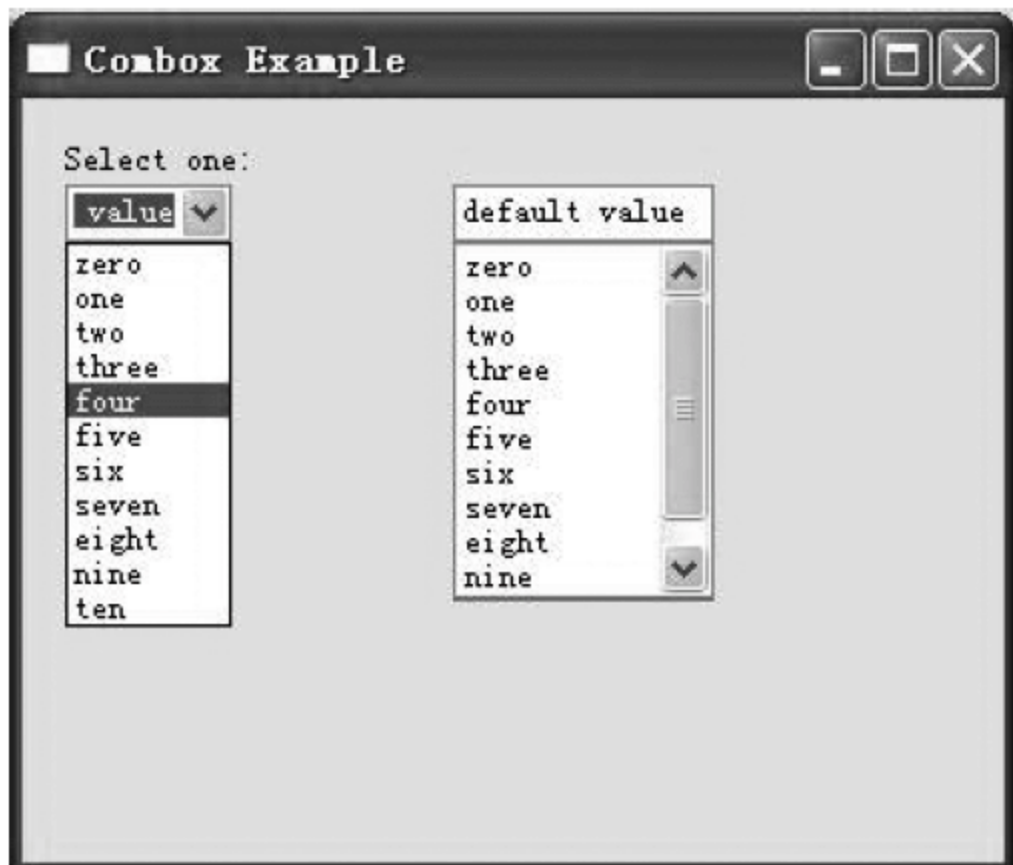 Combox Example
Select one:
value
zero
one
two
three
four
five
six
seven
eight
nine
ten
default value
zero
one
two
three
four
five
six
seven
eight
nine